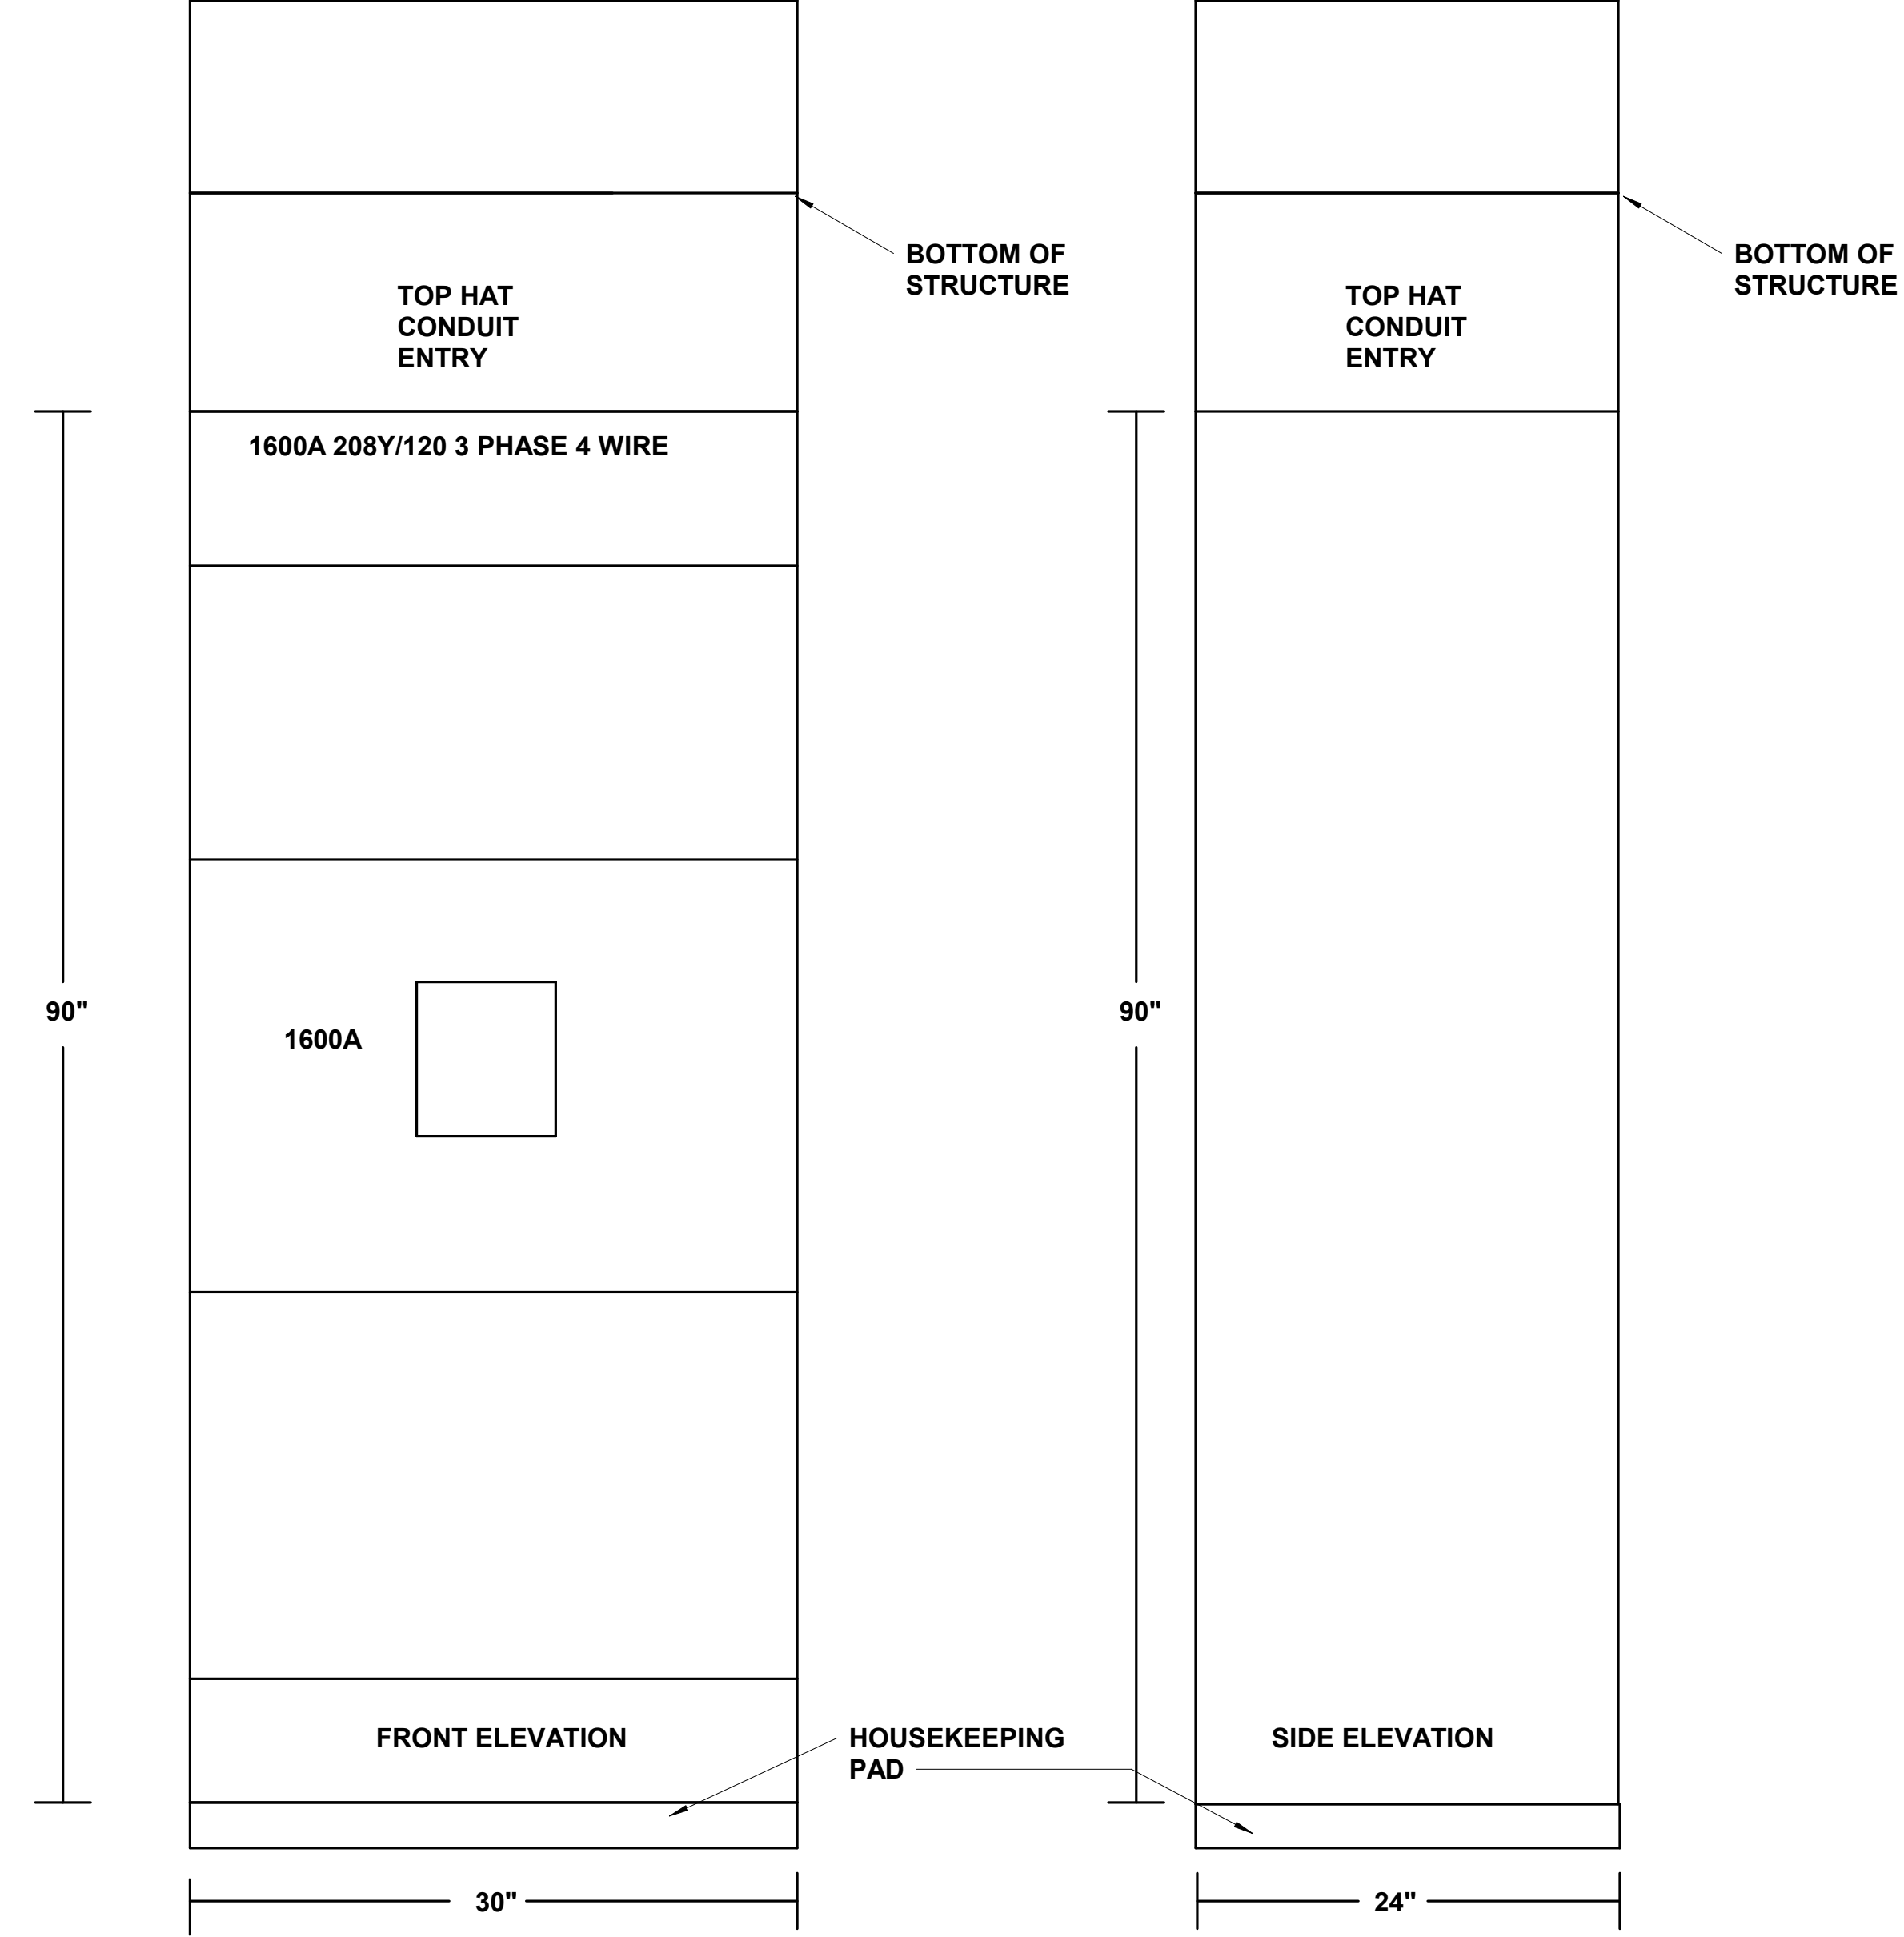 BOTTOM OF
STRUCTURE
TOP HAT
CONDUIT
ENTRY
1600A 208Y/120 3 PHASE 4 WIRE
90"
1600A
FRONT ELEVATION
HOUSEKEEPING
PAD
30"
BOTTOM OF
STRUCTURE
TOP HAT
CONDUIT
ENTRY
90"
SIDE ELEVATION
24"